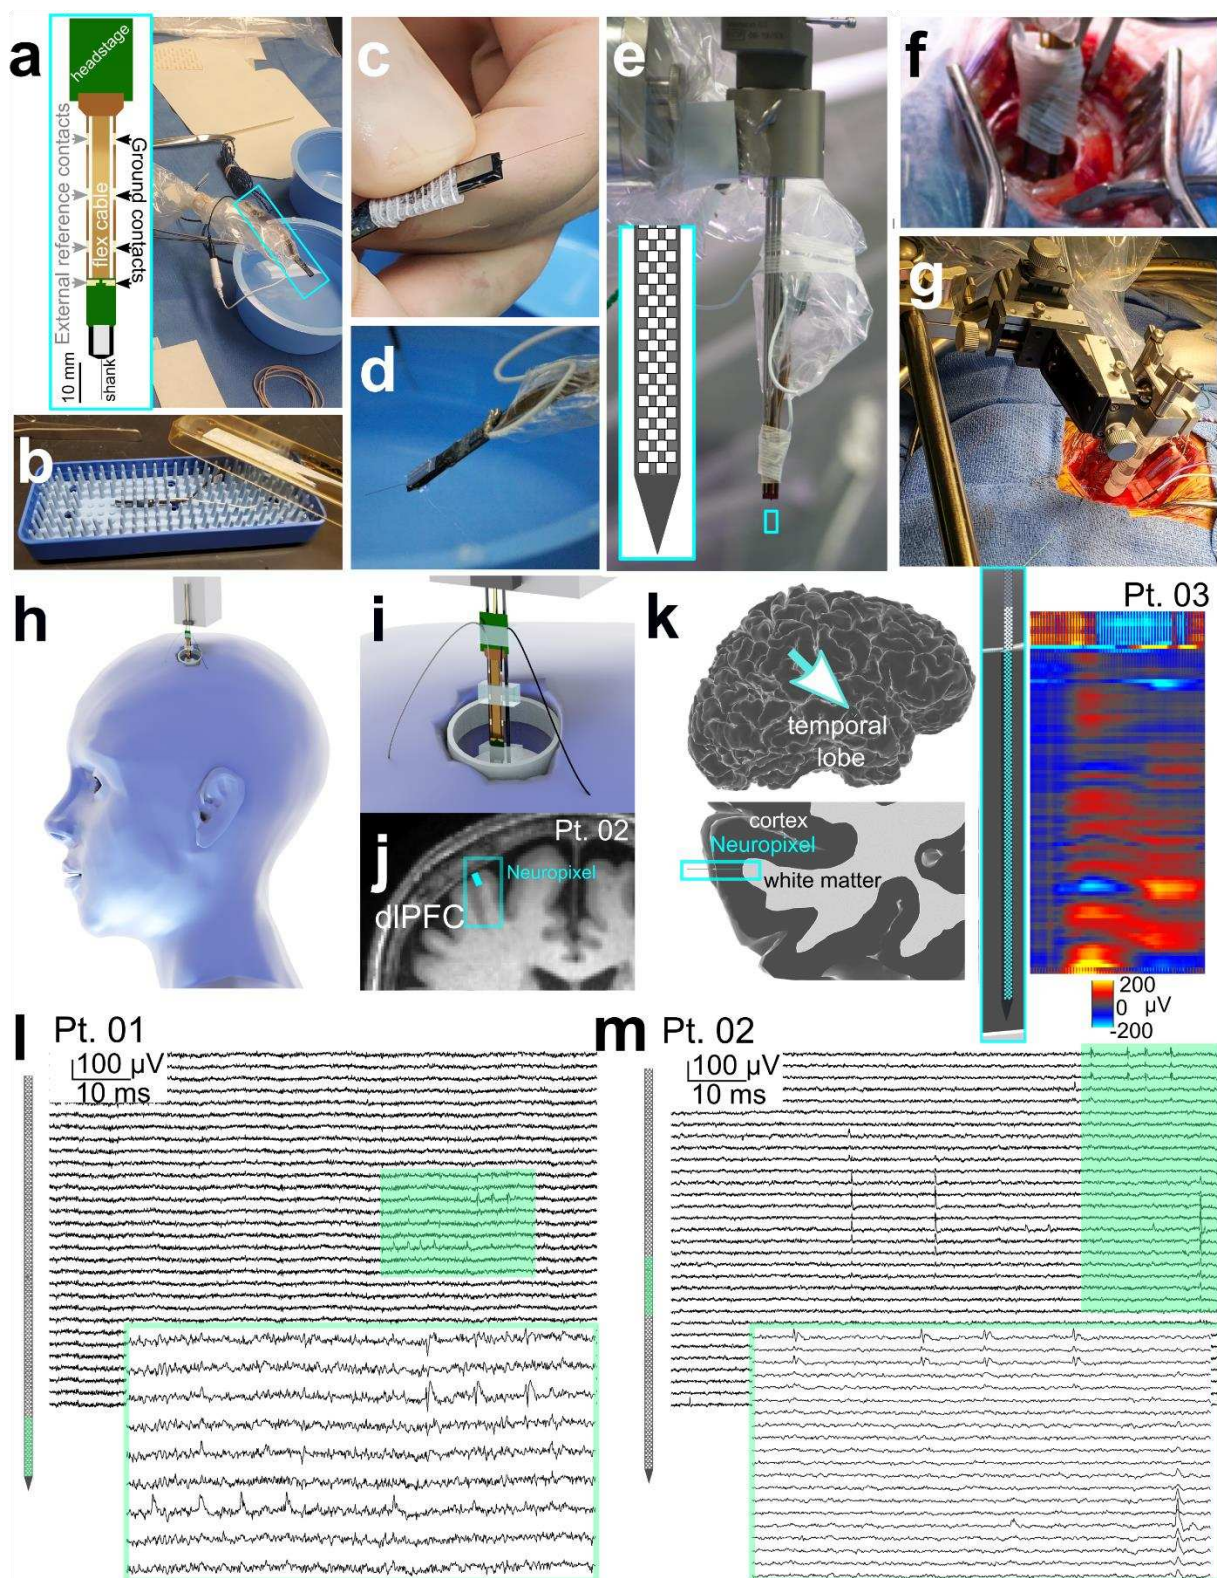 a
headstage
External reference contacts
flex cable
Ground contacts
10 mm
shank
b
c
d
e
f
g
h
i
j
Pt. 02
Neuropixel
dlPFC
k
temporal
lobe
cortex
Neuropixel
white matter
Pt. 03
200
0
-200
µV
l
Pt. 01
100 µV
10 ms
m
Pt. 02
100 µV
10 ms